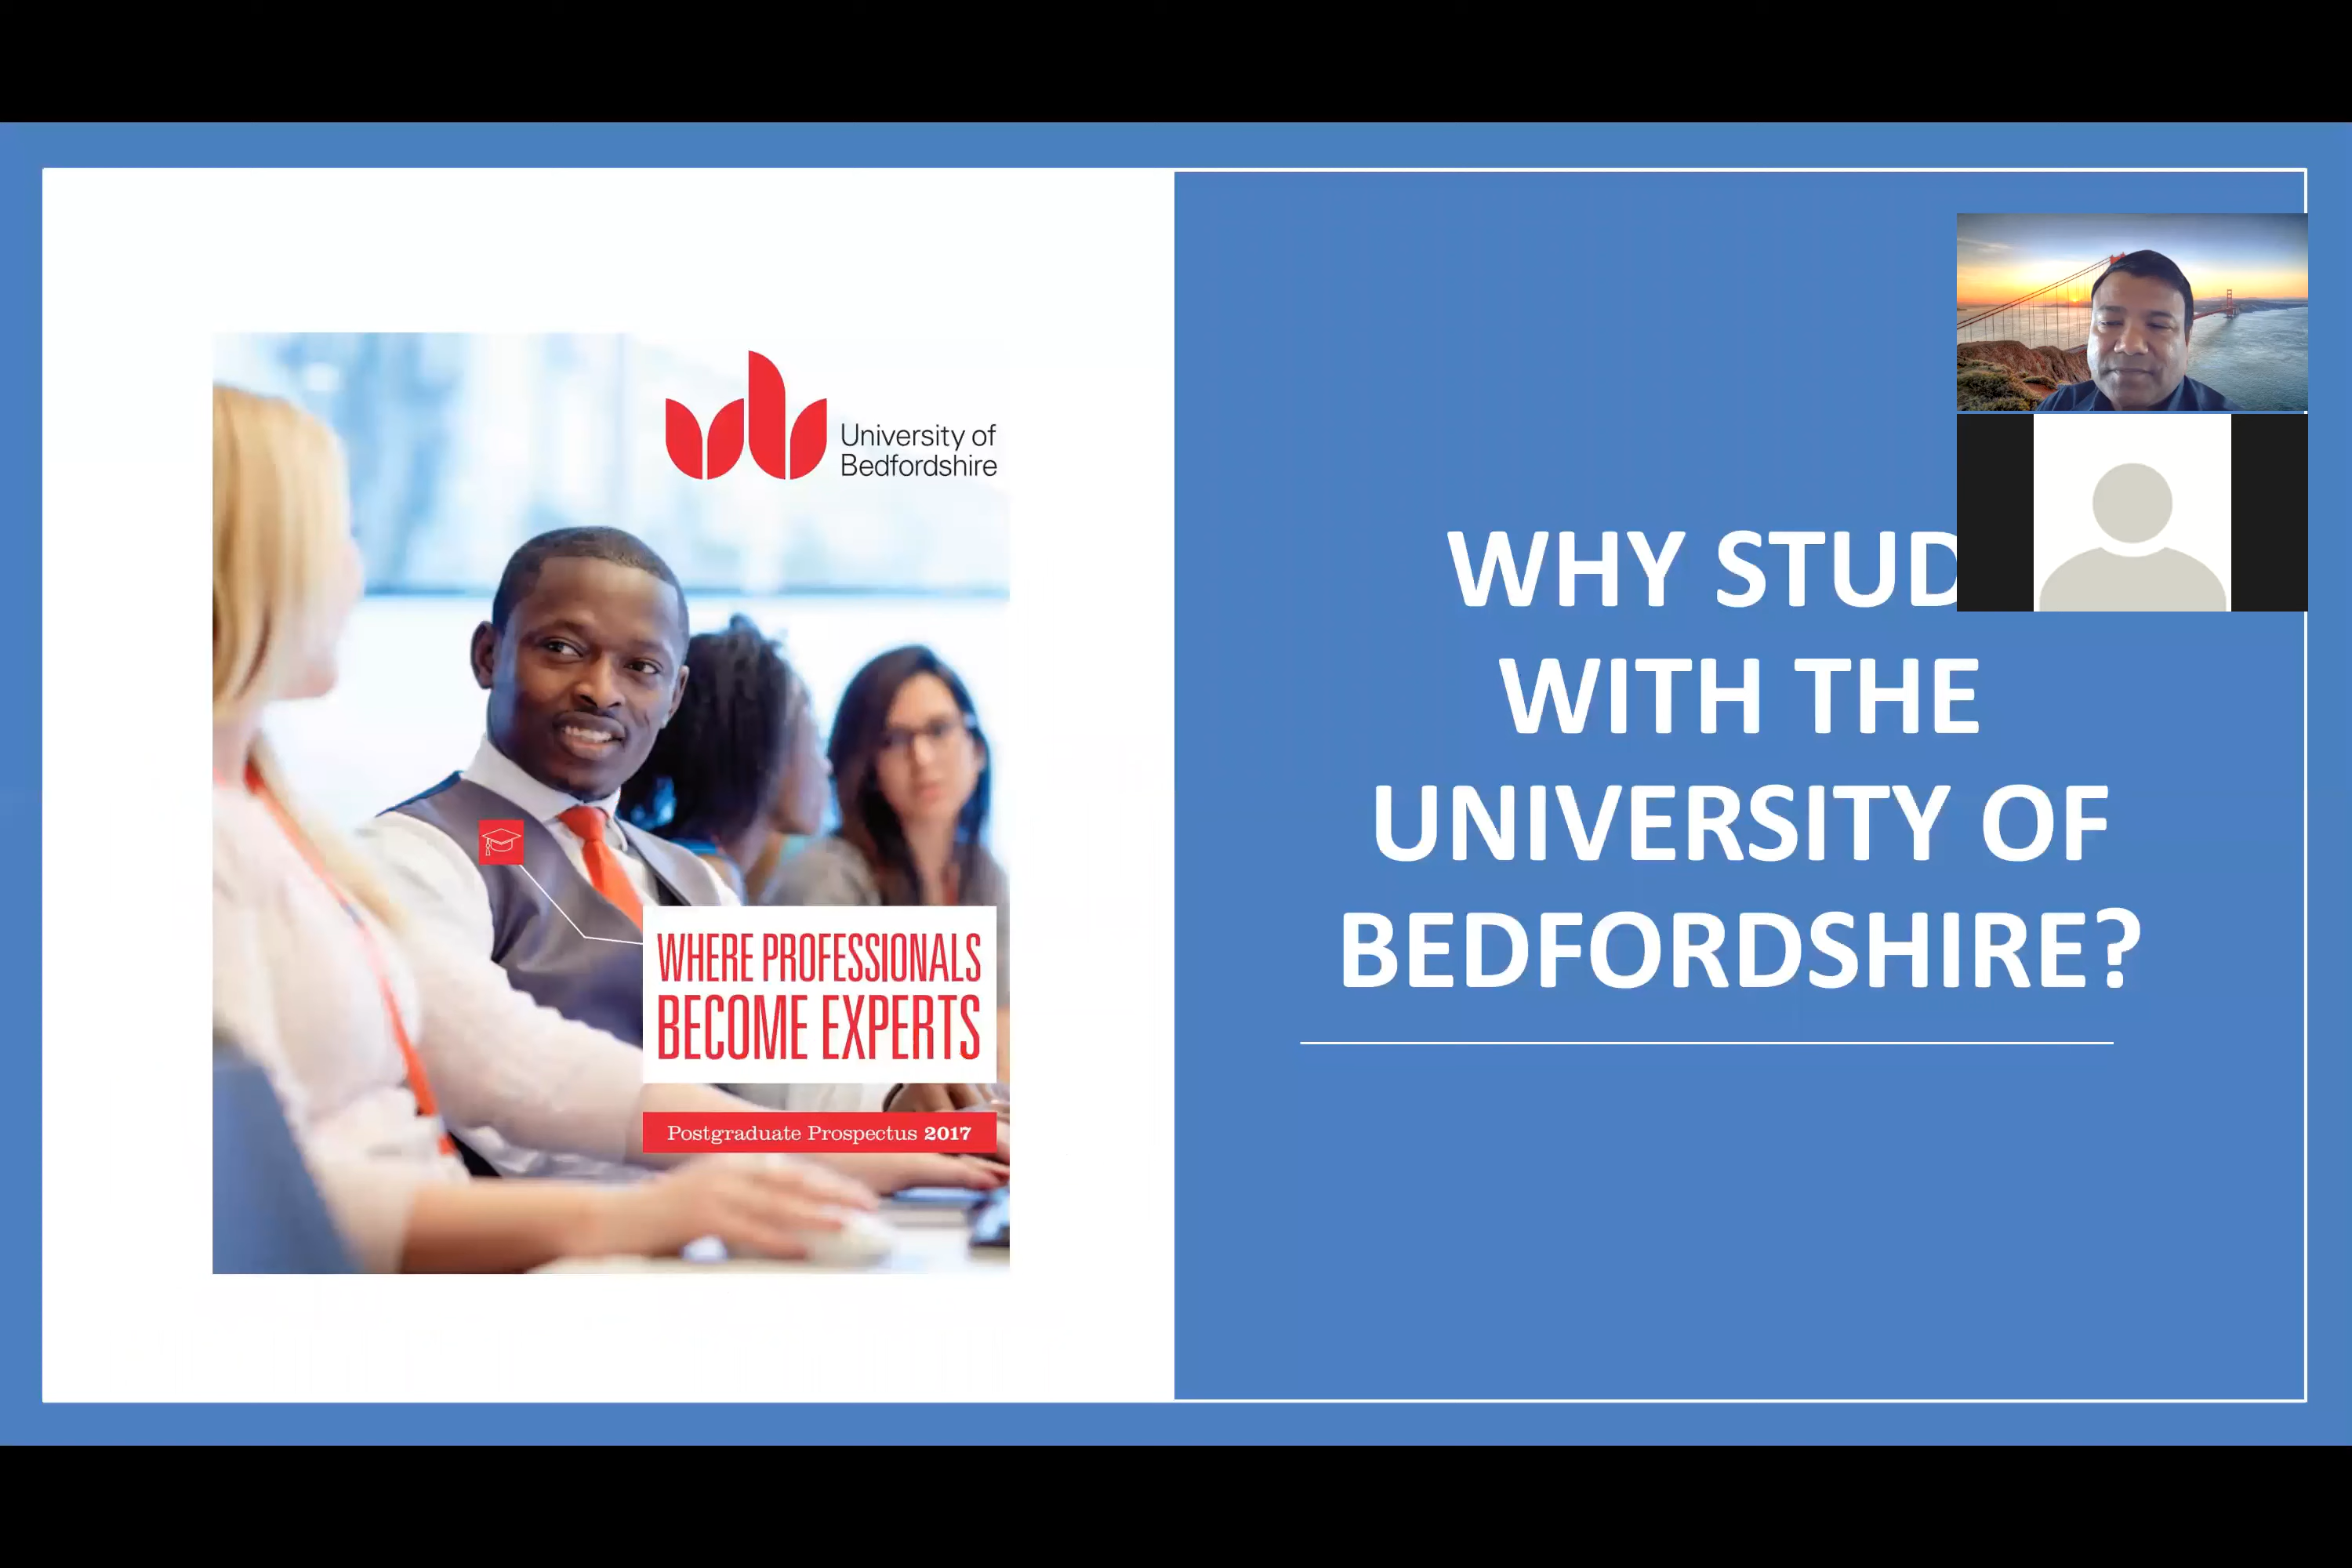 University of
Bedfordshire
WHERE PROFESSIONALS
BECOME EXPERTS
Postgraduate Prospectus 2017
WHY STUD
WITH THE
UNIVERSITY OF
BEDFORDSHIRE?